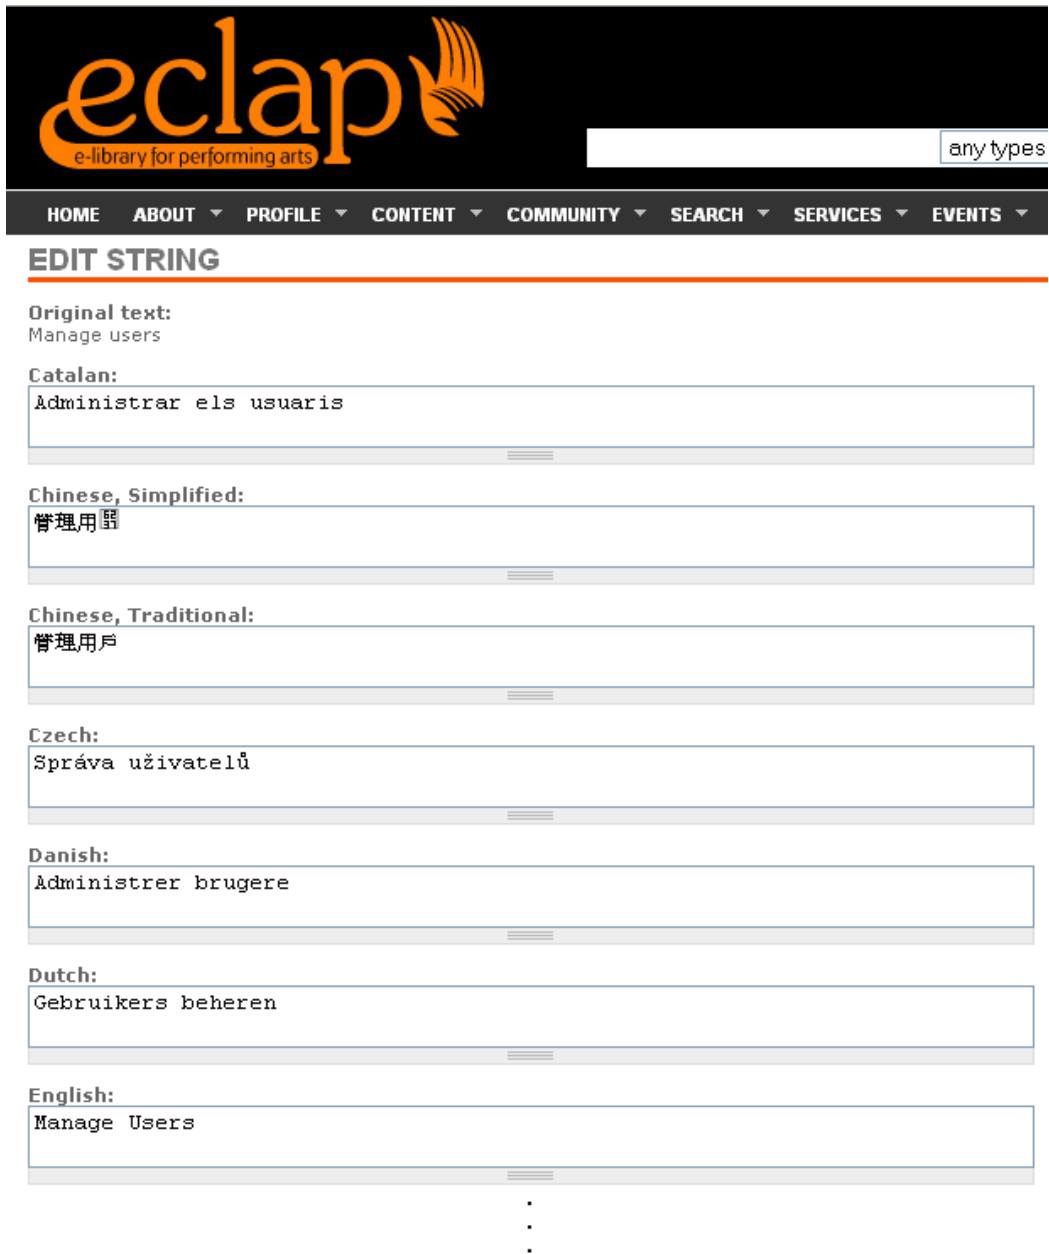 eclap
e-library for performing arts
any types
HOME ABOUT PROFILE CONTENT COMMUNITY SEARCH SERVICES EVENTS
EDIT STRING
Original text:
Manage users
Catalan:
Administrar els usuaris
Chinese, Simplified:
管理用
Chinese, Traditional:
管理用戶
Czech:
Správa uživatelů
Danish:
Administrer brugere
Dutch:
Gebruikers beheren
English:
Manage Users
.
.
.